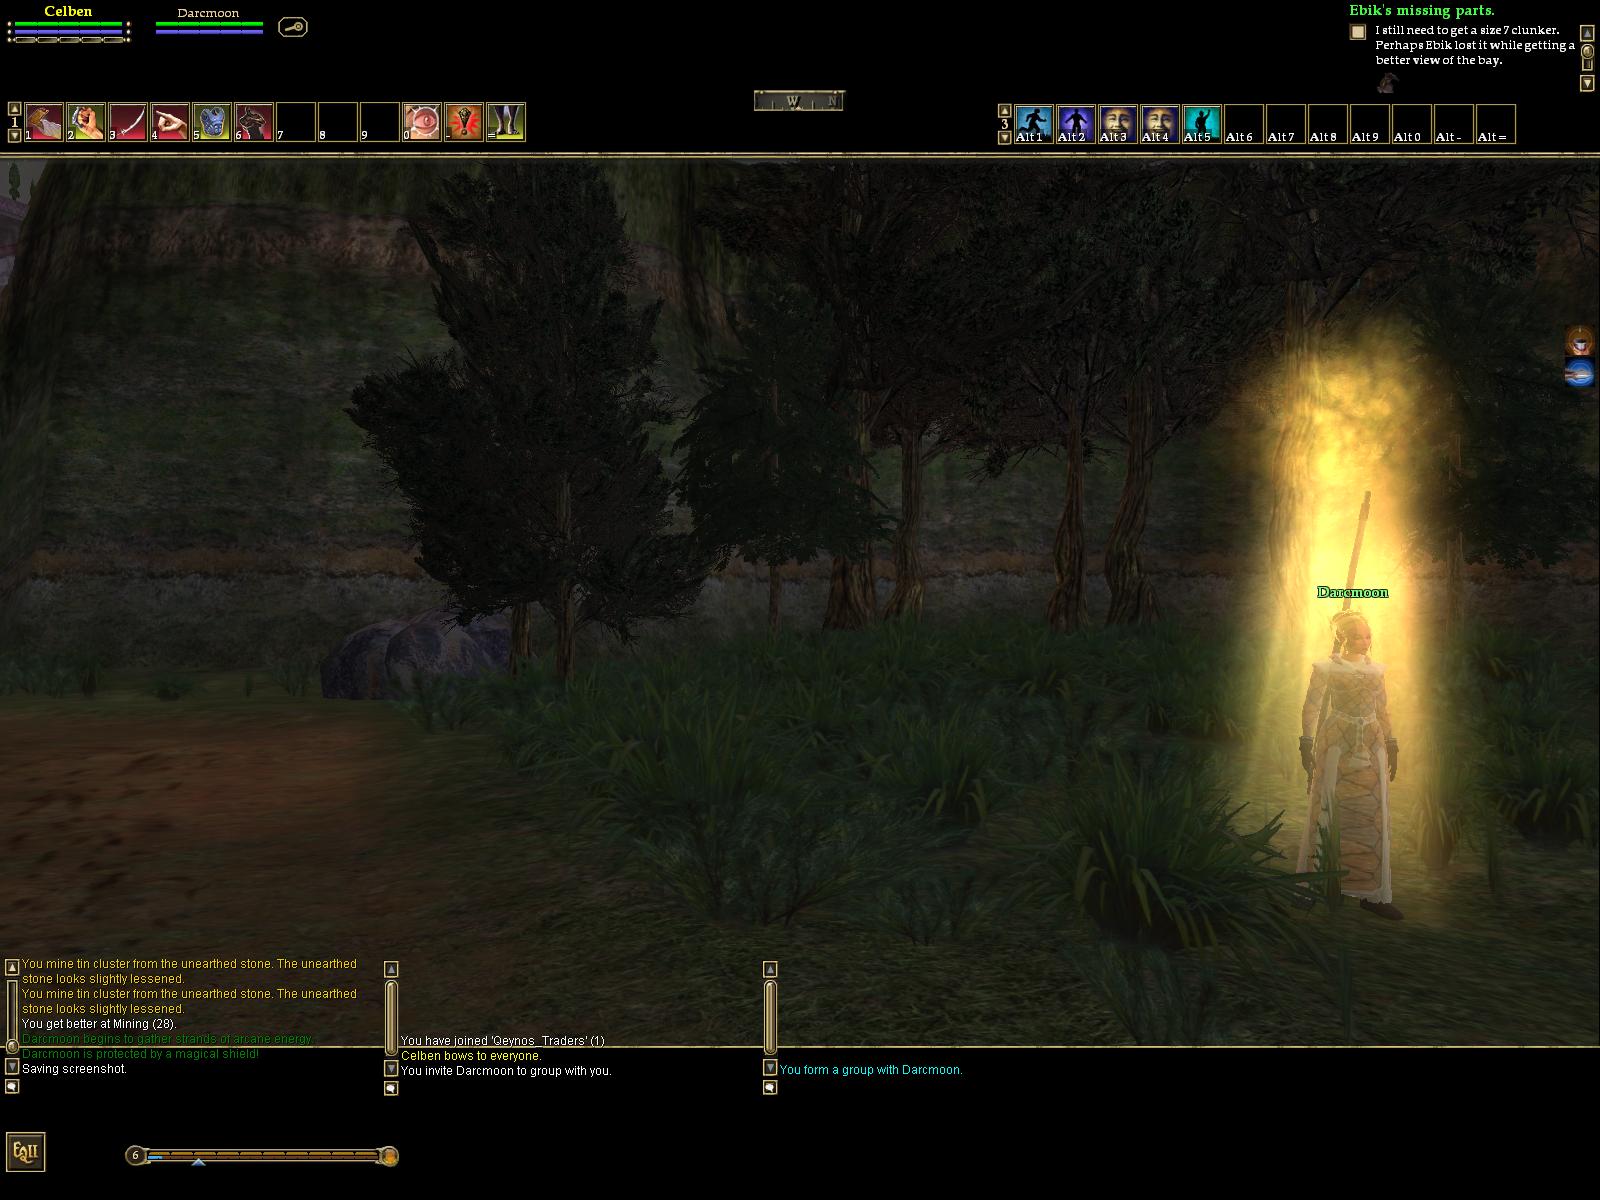 Celben
Darcmoon
Ebik's missing parts.
I still need to get a size 7 clunker.
Perhaps Ebik lost it while getting a
better view of the bay.
W N
1
1 2 3 4 5 6 7 8 9 0 - =
3
Alt 1 Alt 2 Alt 3 Alt 4 Alt 5 Alt 6 Alt 7 Alt 8 Alt 9 Alt 0 Alt - Alt =
Darcmoon
You mine tin cluster from the unearthed stone. The unearthed
stone looks slightly lessened.
You mine tin cluster from the unearthed stone. The unearthed
stone looks slightly lessened.
You get better at Mining (28).
Darcmoon begins to gather strands of arcane energy.
Darcmoon is protected by a magical shield!
Saving screenshot.
You have joined 'Qeynos_Traders' (1)
Celben bows to everyone.
You invite Darcmoon to group with you.
You form a group with Darcmoon.
EQII
6